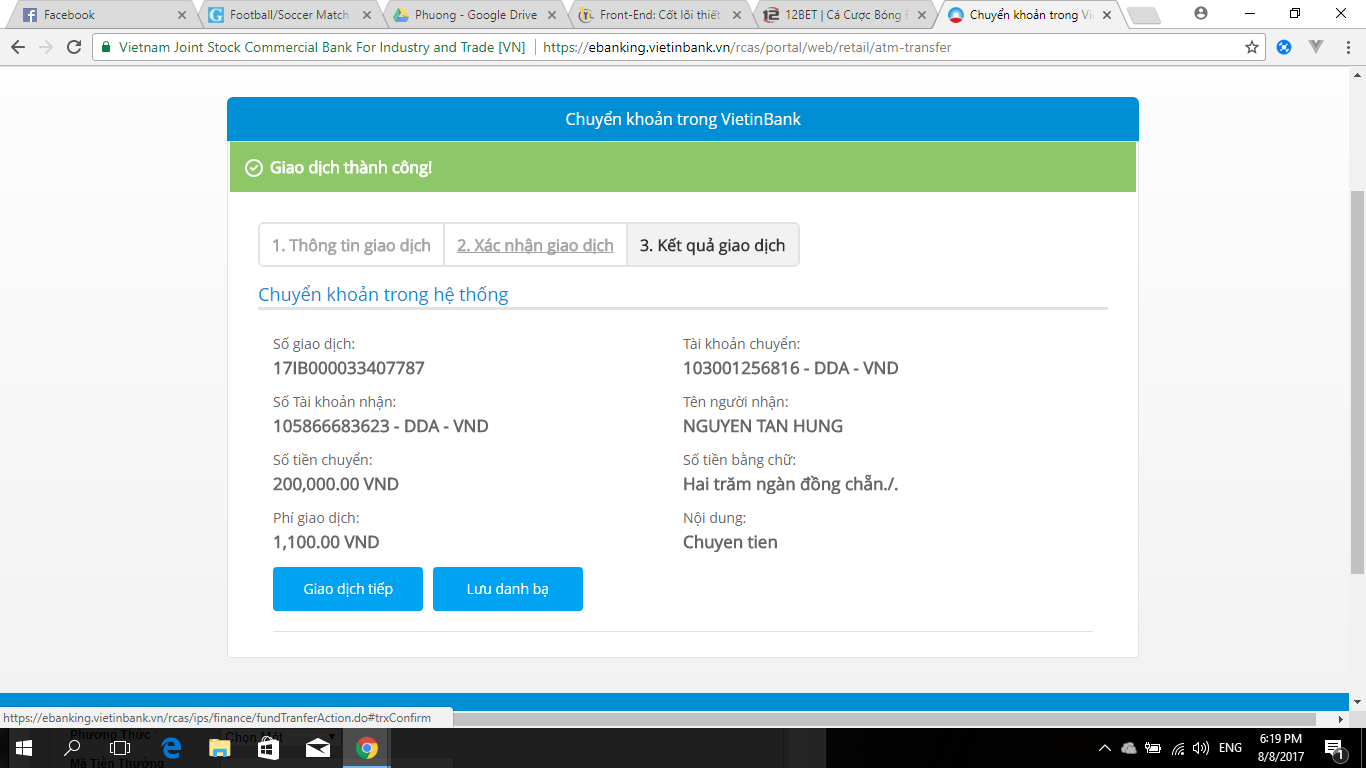 Facebook
Football/Soccer Match
Phuong - Google Drive
Front-End: Cốt lõi thiết
12BET | Cá Cược Bóng
Chuyển khoản trong Vi
Vietnam Joint Stock Commercial Bank For Industry and Trade [VN]
https://ebanking.vietinbank.vn/rcas/portal/web/retail/atm-transfer
Chuyển khoản trong VietinBank
Giao dịch thành công!
1. Thông tin giao dịch
2. Xác nhận giao dịch
3. Kết quả giao dịch
Chuyển khoản trong hệ thống
Số giao dịch:
17IB000033407787
Tài khoản chuyển:
103001256816 - DDA - VND
Số Tài khoản nhận:
105866683623 - DDA - VND
Tên người nhận:
NGUYEN TAN HUNG
Số tiền chuyển:
200,000.00 VND
Số tiền bằng chữ:
Hai trăm ngàn đồng chẵn./.
Phí giao dịch:
1,100.00 VND
Nội dung:
Chuyen tien
Giao dịch tiếp
Lưu danh bạ
https://ebanking.vietinbank.vn/rcas/ips/finance/fundTranferAction.do#trxConfirm
Phương Thức *
Chọn Một
Mã Tiền Thưởng
ENG
6:19 PM
8/8/2017
1